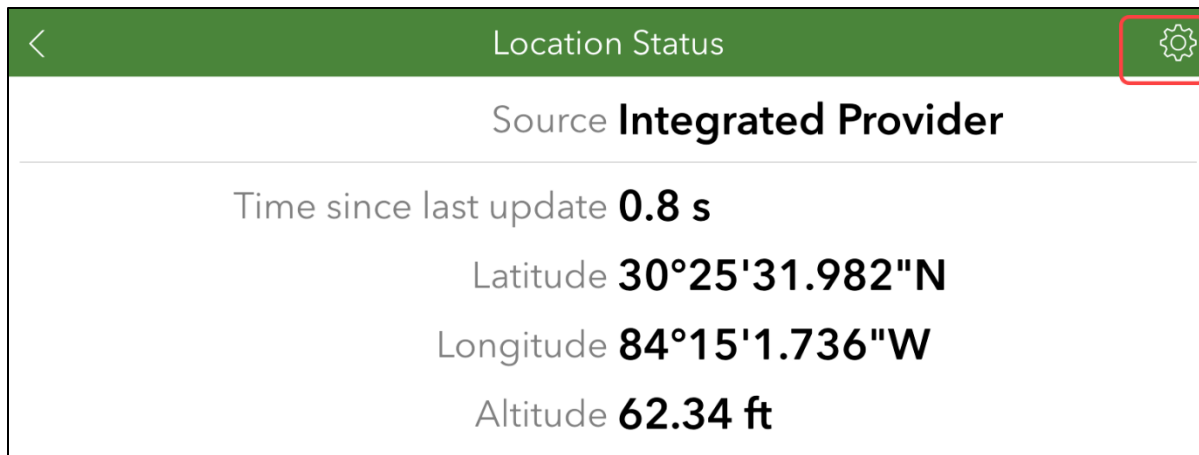 Location Status
Source Integrated Provider
Time since last update 0.8 s
Latitude 30°25'31.982"N
Longitude 84°15'1.736"W
Altitude 62.34 ft